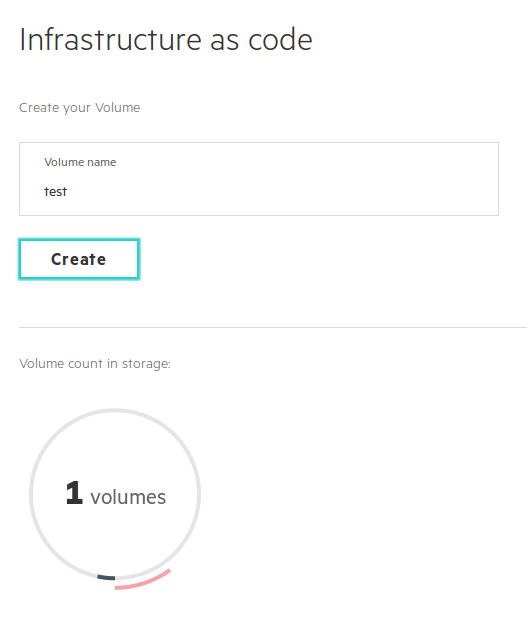 Infrastructure as code
Create your Volume
Volume name
test
Create
Volume count in storage:
1 volumes